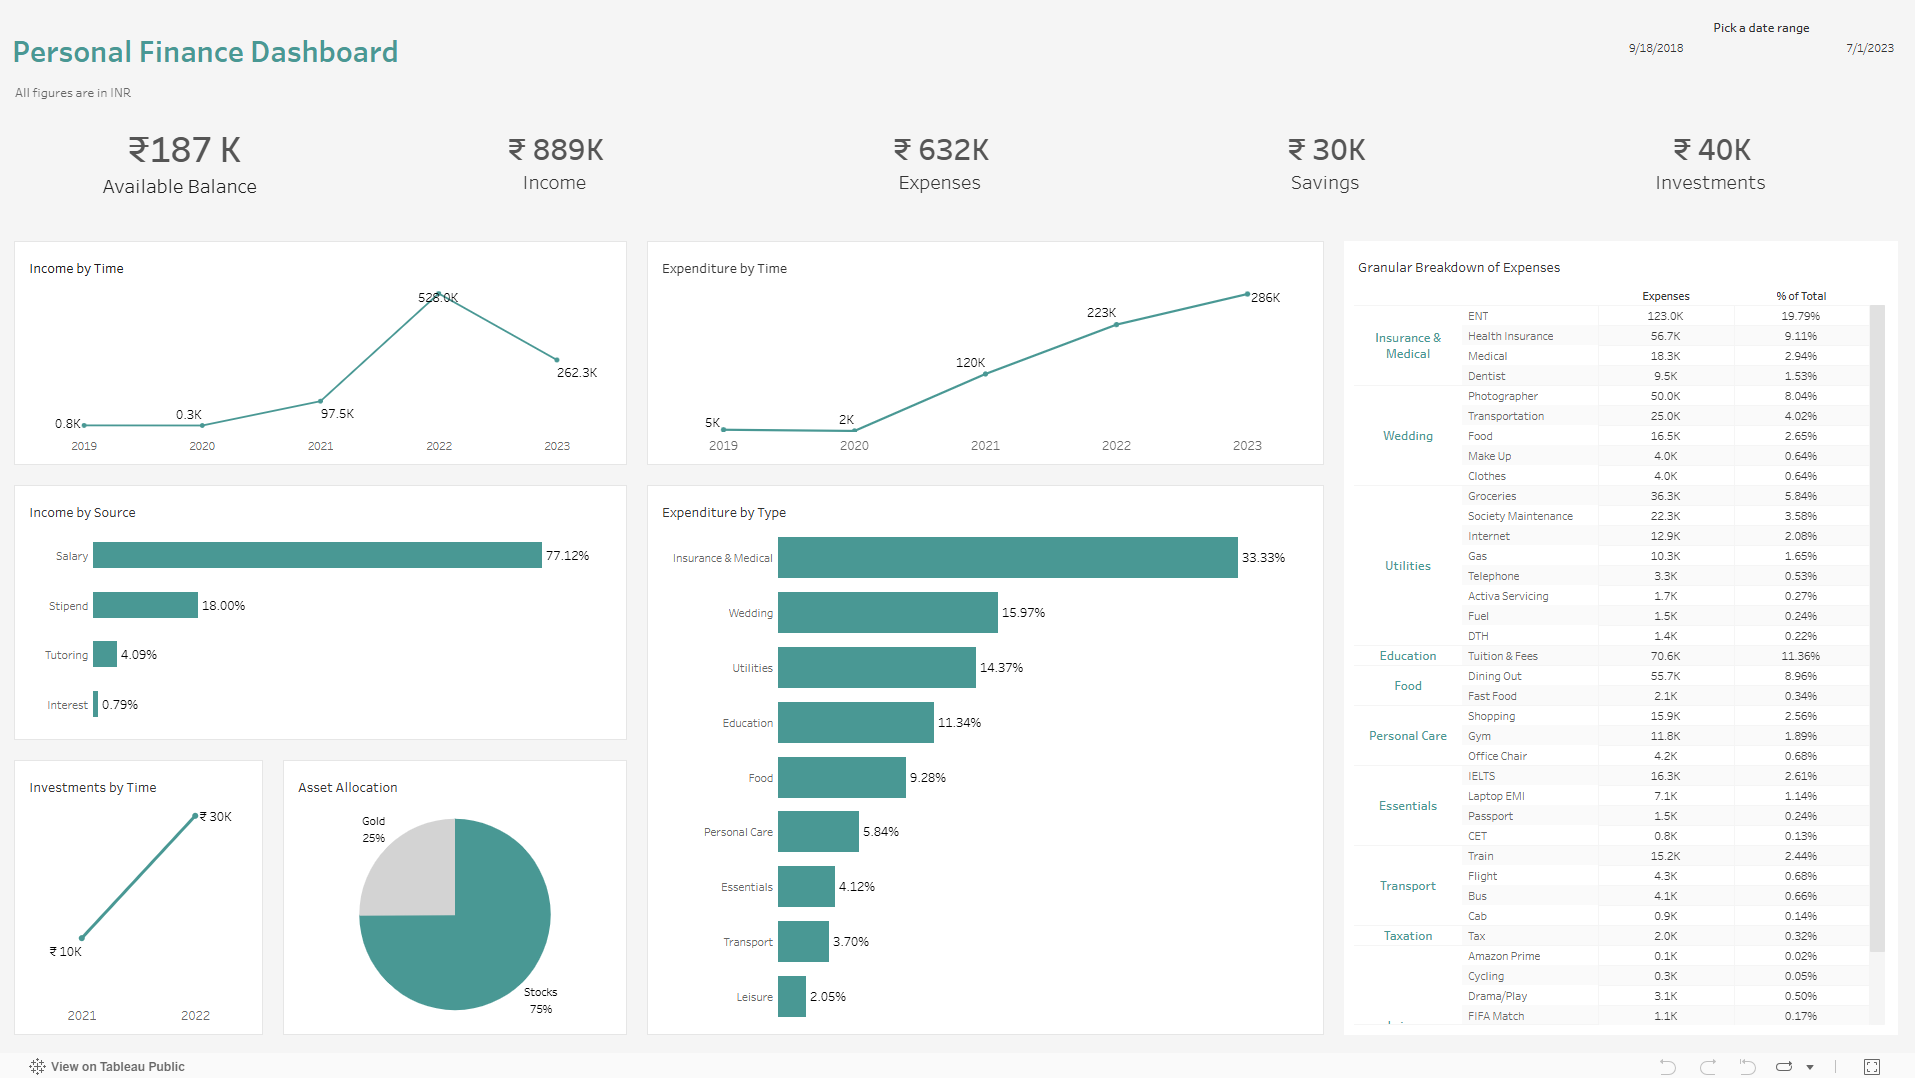 Personal Finance Dashboard
All figures are in INR
Pick a date range
9/18/2018 7/1/2023
₹187 K
Available Balance
₹ 889K
Income
₹ 632K
Expenses
₹ 30K
Savings
₹ 40K
Investments
Income by Time
0.8K
0.3K
97.5K
528.0K
262.3K
2019 2020 2021 2022 2023
Expenditure by Time
5K
2K
120K
223K
286K
2019 2020 2021 2022 2023
Income by Source
Salary 77.12%
Stipend 18.00%
Tutoring 4.09%
Interest 0.79%
Investments by Time
₹ 30K
₹ 10K
2021 2022
Asset Allocation
Gold
25%
Stocks
75%
Expenditure by Type
Insurance & Medical 33.33%
Wedding 15.97%
Utilities 14.37%
Education 11.34%
Food 9.28%
Personal Care 5.84%
Essentials 4.12%
Transport 3.70%
Leisure 2.05%
Granular Breakdown of Expenses
Expenses % of Total
Insurance &
Medical
ENT 123.0K 19.79%
Health Insurance 56.7K 9.11%
Medical 18.3K 2.94%
Dentist 9.5K 1.53%
Wedding
Photographer 50.0K 8.04%
Transportation 25.0K 4.02%
Food 16.5K 2.65%
Make Up 4.0K 0.64%
Clothes 4.0K 0.64%
Utilities
Groceries 36.3K 5.84%
Society Maintenance 22.3K 3.58%
Internet 12.9K 2.08%
Gas 10.3K 1.65%
Telephone 3.3K 0.53%
Activa Servicing 1.7K 0.27%
Fuel 1.5K 0.24%
DTH 1.4K 0.22%
Education
Tuition & Fees 70.6K 11.36%
Food
Dining Out 55.7K 8.96%
Fast Food 2.1K 0.34%
Personal Care
Shopping 15.9K 2.56%
Gym 11.8K 1.89%
Office Chair 4.2K 0.68%
Essentials
IELTS 16.3K 2.61%
Laptop EMI 7.1K 1.14%
Passport 1.5K 0.24%
CET 0.8K 0.13%
Transport
Train 15.2K 2.44%
Flight 4.3K 0.68%
Bus 4.1K 0.66%
Cab 0.9K 0.14%
Taxation
Tax 2.0K 0.32%
Amazon Prime 0.1K 0.02%
Cycling 0.3K 0.05%
Drama/Play 3.1K 0.50%
FIFA Match 1.1K 0.17%
View on Tableau Public